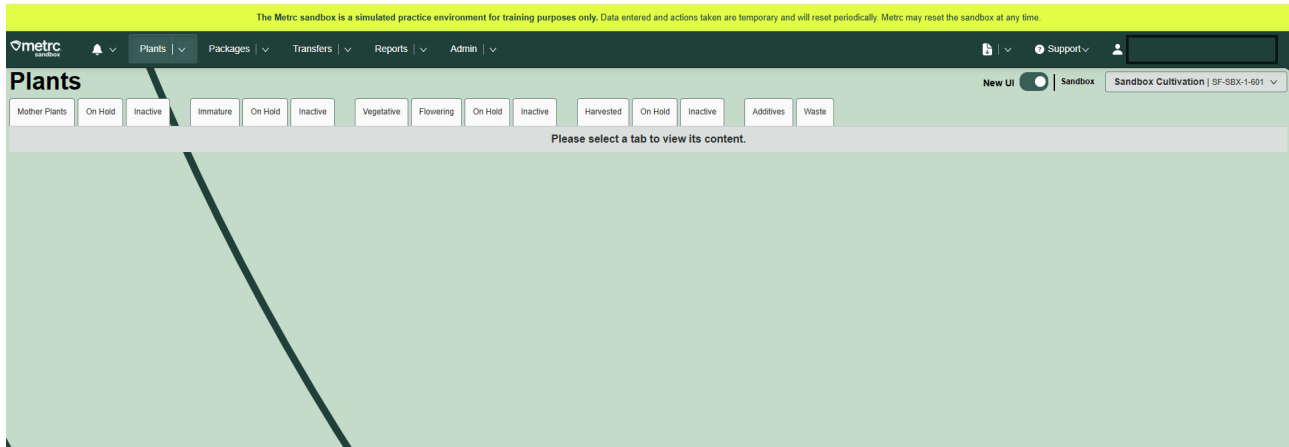 The Metrc sandbox is a simulated practice environment for training purposes only. Data entered and actions taken are temporary and will reset periodically. Metrc may reset the sandbox at any time.
metrc sandbox Plants Packages Transfers Reports Admin Support
Plants New UI Sandbox Sandbox Cultivation | SF-SBX-1-601
Mother Plants On Hold Inactive Immature On Hold Inactive Vegetative Flowering On Hold Inactive Harvested On Hold Inactive Additives Waste
Please select a tab to view its content.